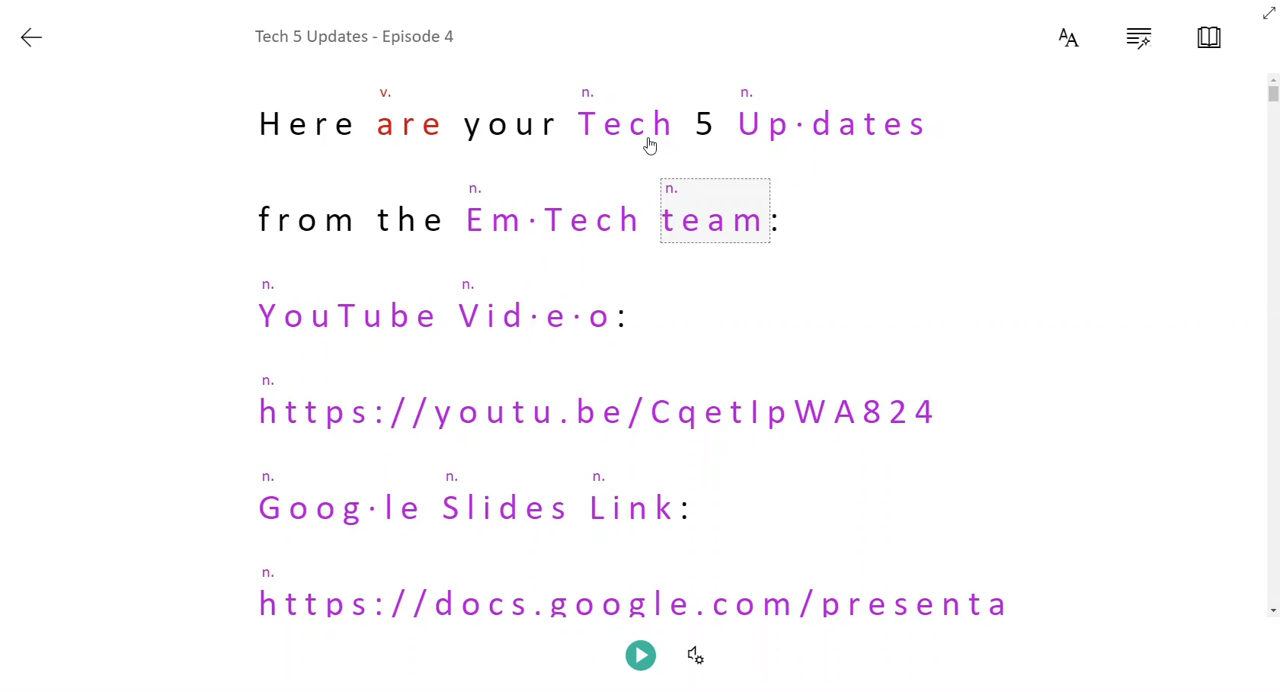 Tech 5 Updates - Episode 4
v. n. n.
Here are your Tech 5 Up·dates
n. n.
from the Em·Tech team:
n. n.
YouTube Vid·e·o:
n.
https://youtu.be/CqetIpWA824
n. n. n.
Goog·le Slides Link:
n.
https://docs.google.com/presenta